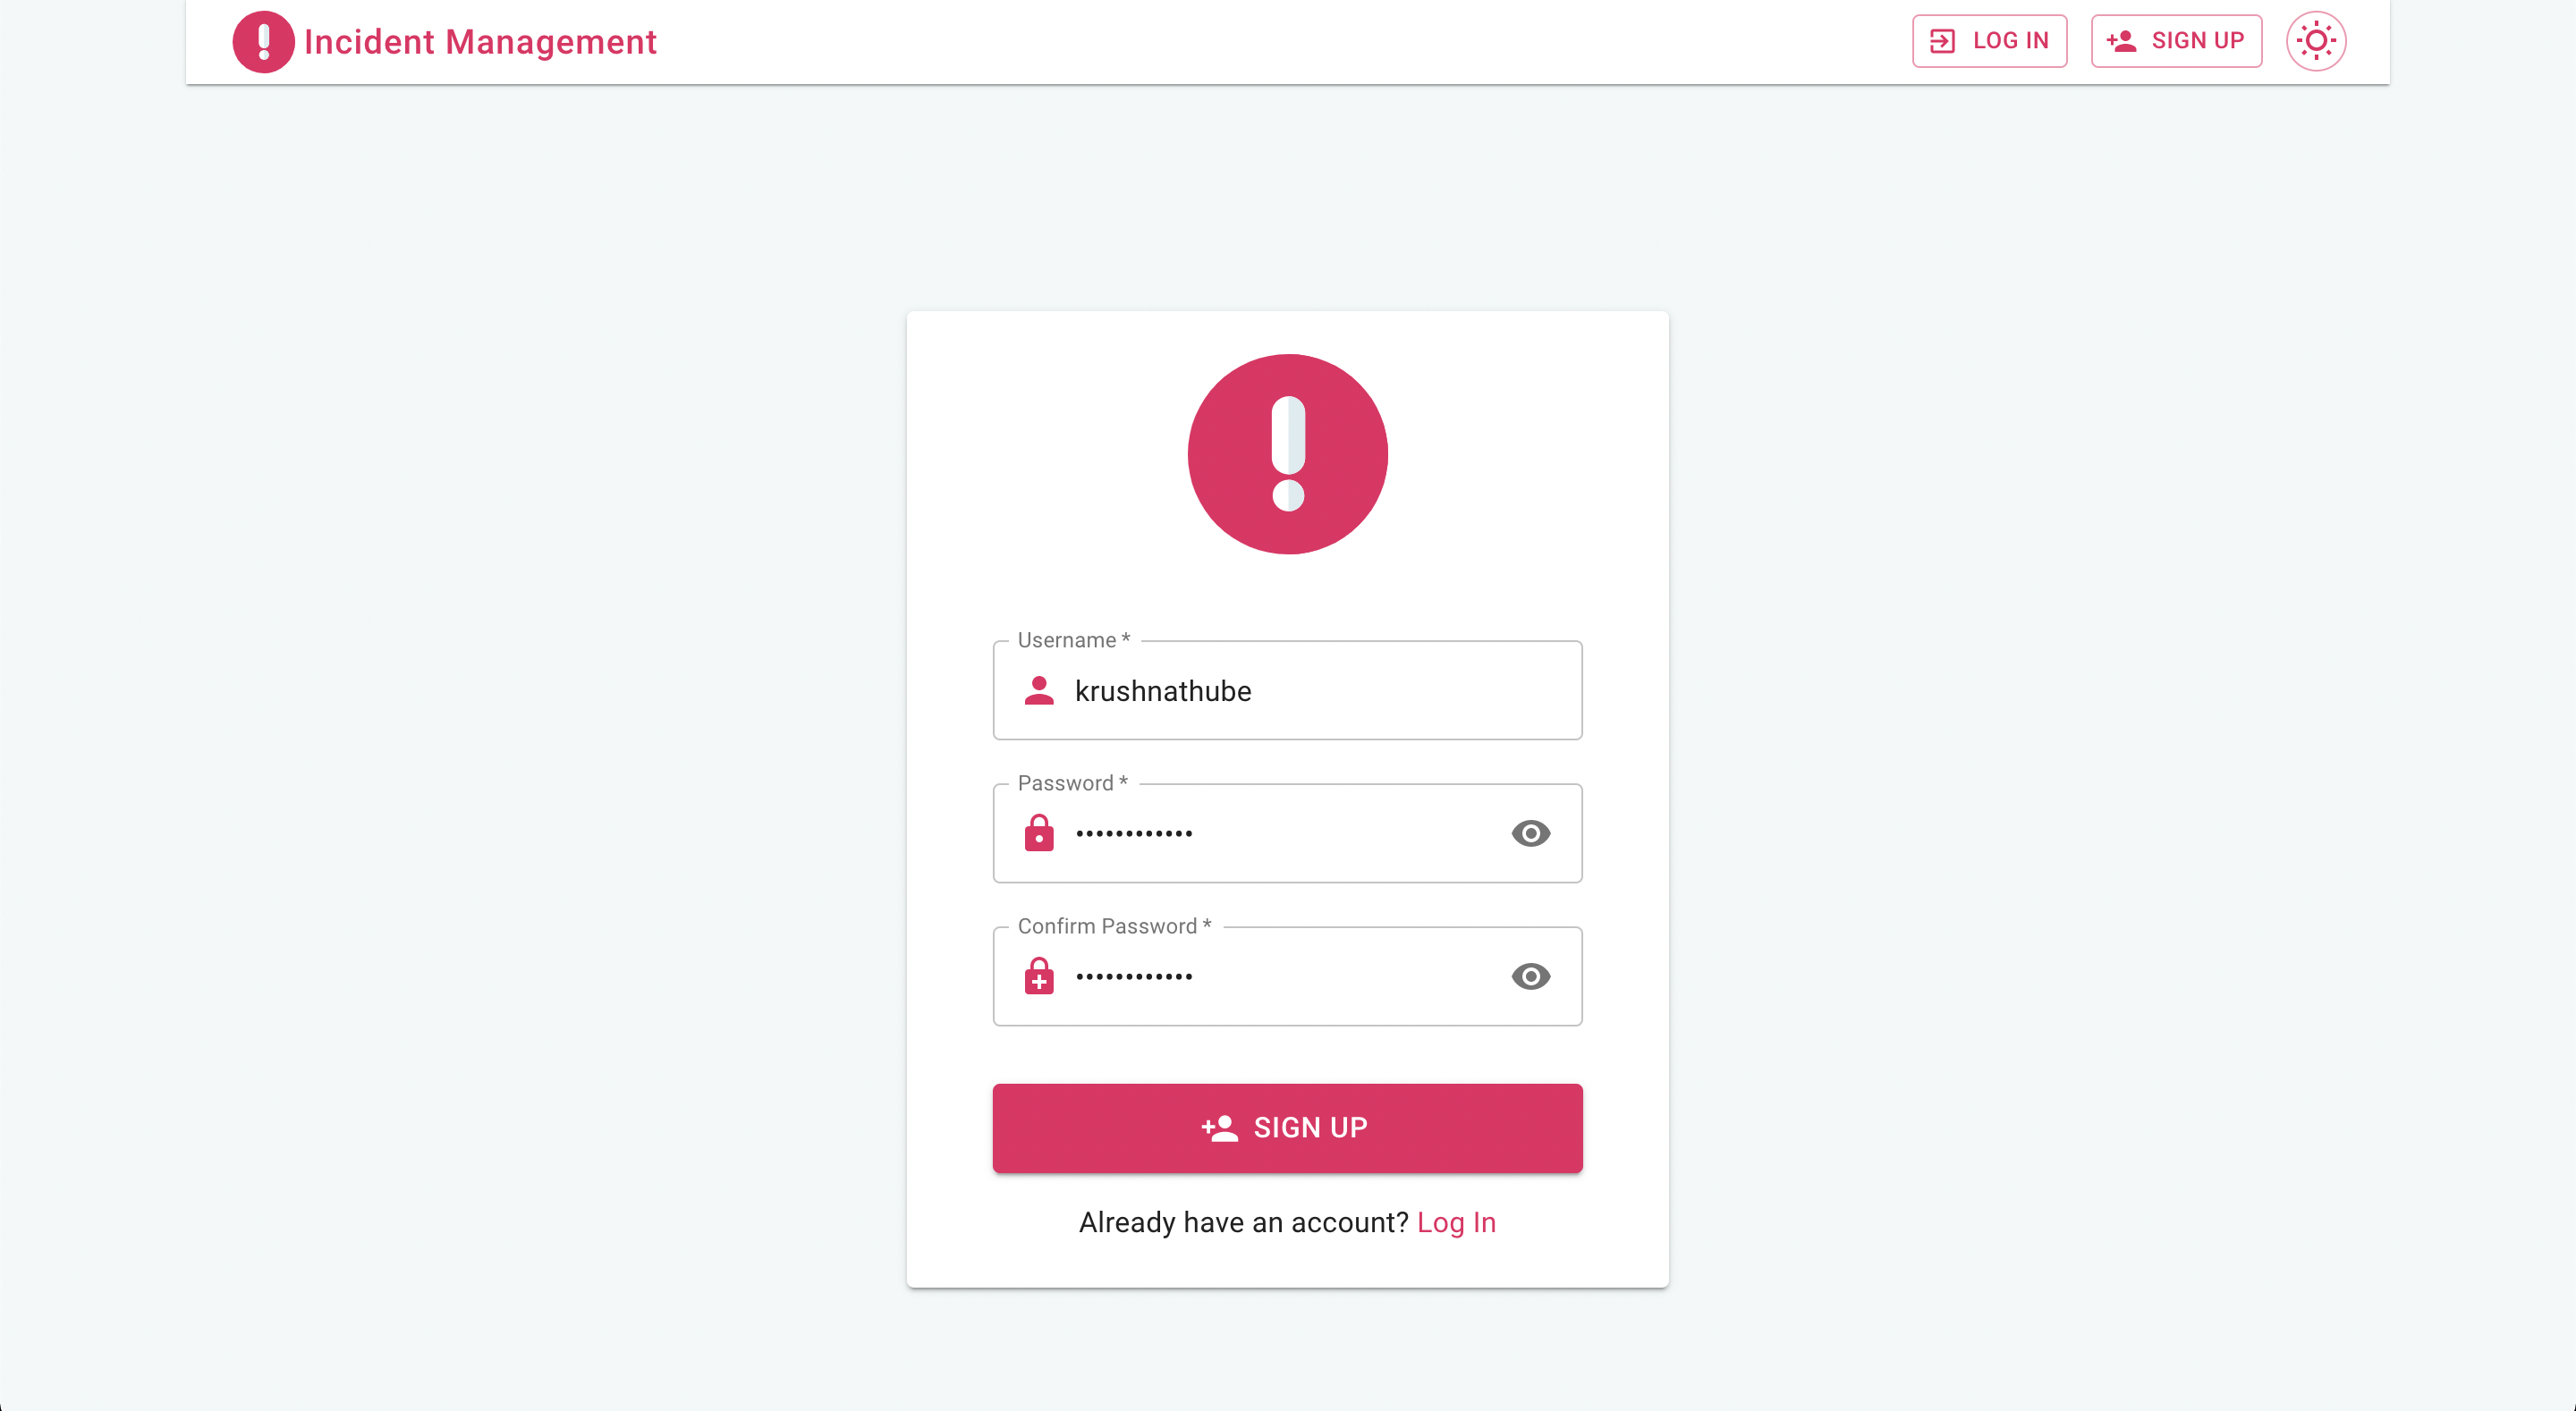 Incident Management
LOG IN
SIGN UP
Username *
krushnathube
Password *
••••••••••••
Confirm Password *
••••••••••••
SIGN UP
Already have an account? Log In